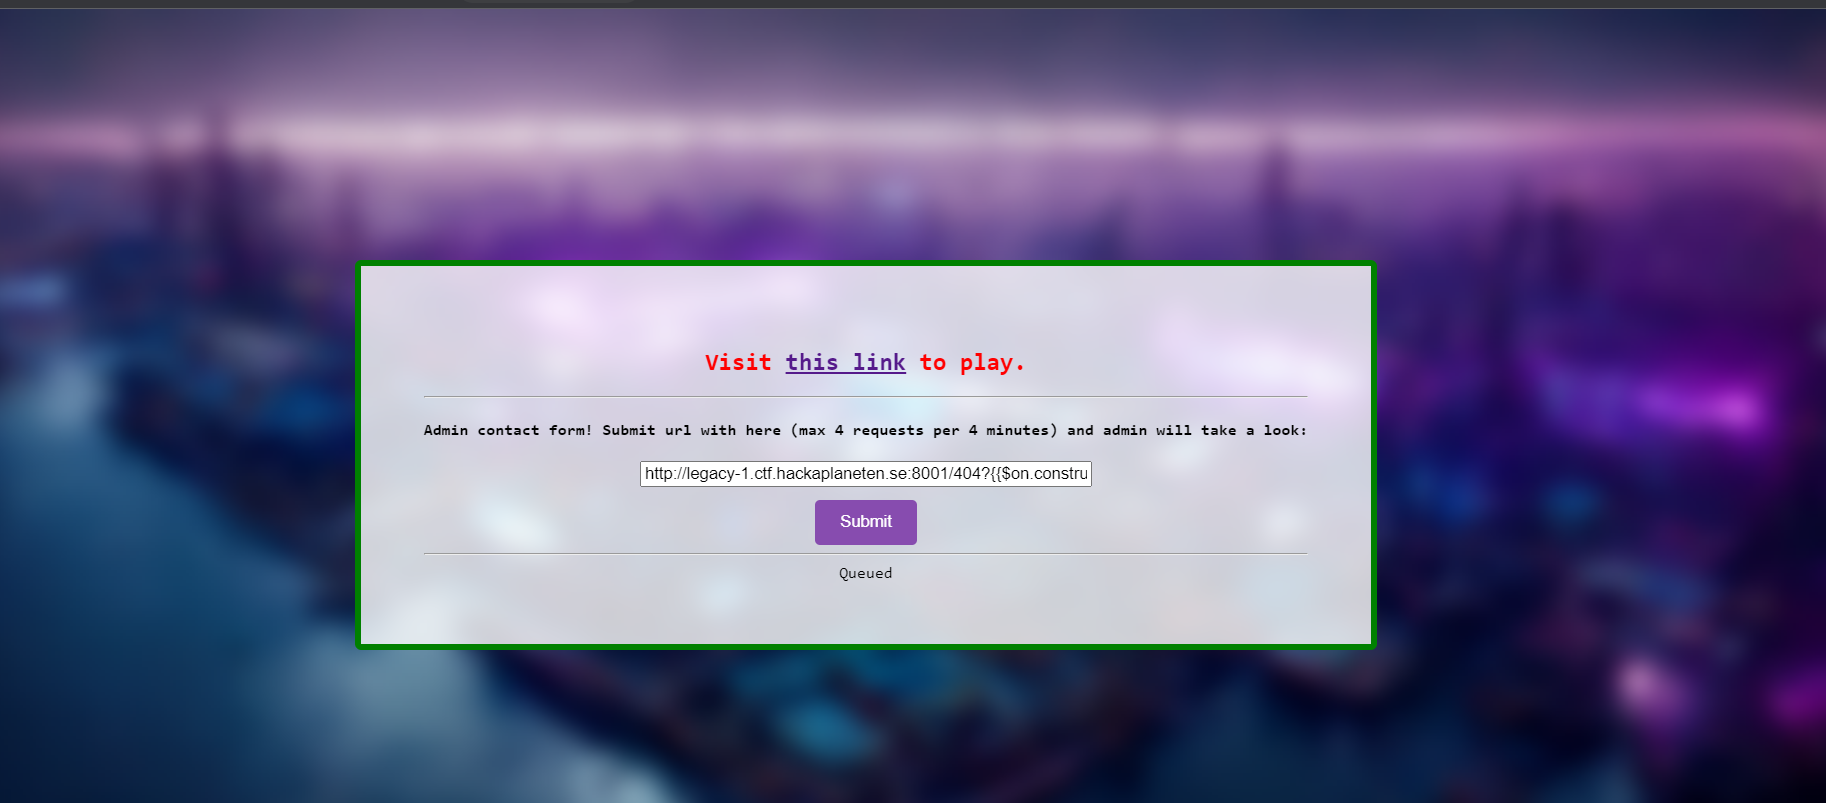 Visit this link to play.
Admin contact form! Submit url with here (max 4 requests per 4 minutes) and admin will take a look:
http://legacy-1.ctf.hackaplaneten.se:8001/404?{{$on.constru
Submit
Queued